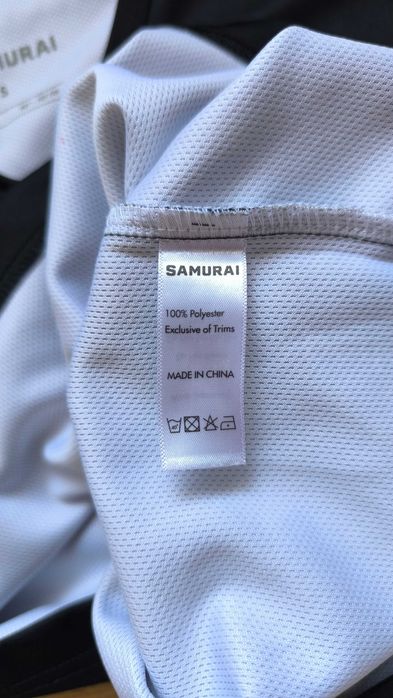 SAMURAI
100% Polyester
Exclusive of Trims
MADE IN CHINA